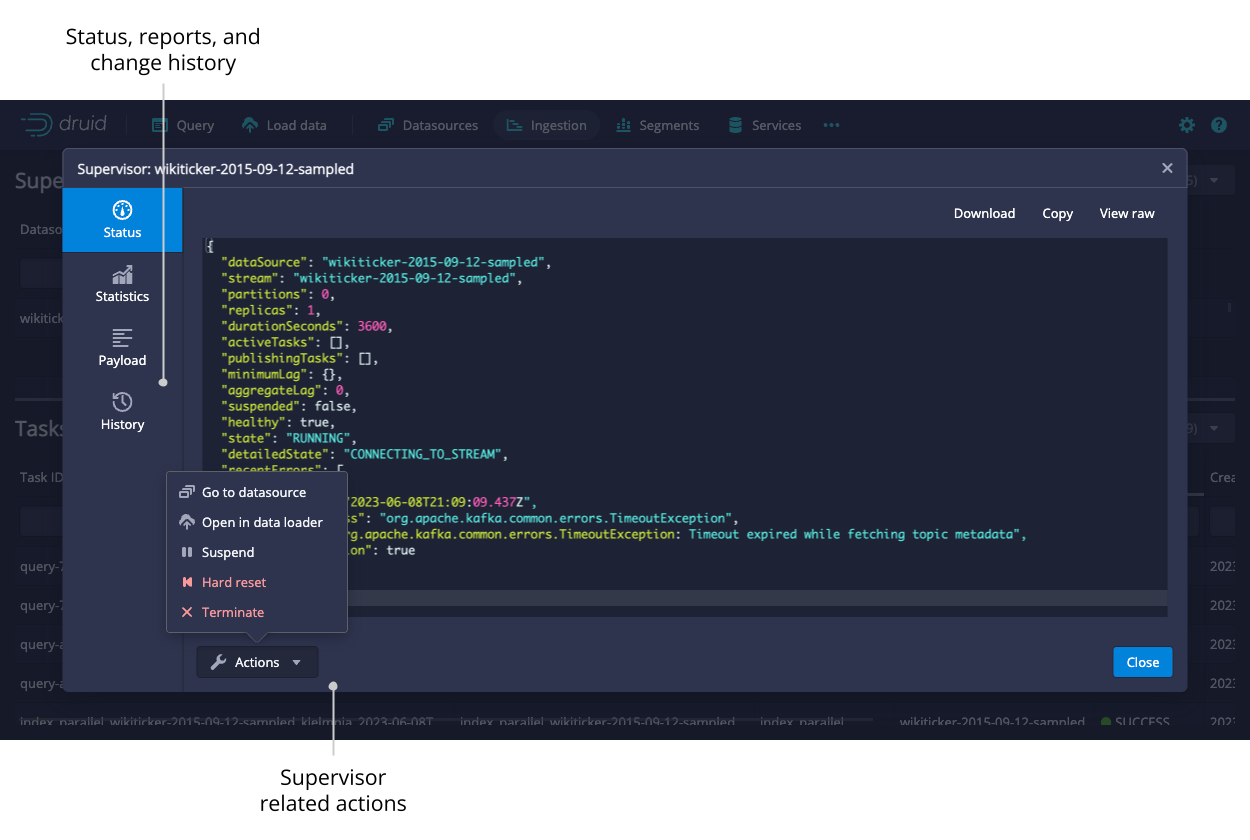 Status, reports, and
change history
druid
Query
Load data
Datasources
Ingestion
Segments
Services
Supervisor: wikiticker-2015-09-12-sampled
Status
Statistics
Payload
History
Download
Copy
View raw
{
"dataSource": "wikiticker-2015-09-12-sampled",
"stream": "wikiticker-2015-09-12-sampled",
"partitions": 0,
"replicas": 1,
"durationSeconds": 3600,
"activeTasks": [],
"publishingTasks": [],
"minimumLag": {},
"aggregateLag": 0,
"suspended": false,
"healthy": true,
"state": "RUNNING",
"detailedState": "CONNECTING_TO_STREAM",
"recentErrors": [
2023-06-08T21:09:09.437Z",
ss": "org.apache.kafka.common.errors.TimeoutException",
rg.apache.kafka.common.errors.TimeoutException: Timeout expired while fetching topic metadata",
on": true
Go to datasource
Open in data loader
Suspend
Hard reset
Terminate
Actions
Close
Supe
Dataso
wikitick
Tasks
Task ID
Crea
query-7
2023
query-7
2023
query-a
2023
query-a
2023
index_parallel_wikiticker-2015-09-12-sampled_klelmpia_2023-06-08T
index_parallel_wikiticker-2015-09-12-sampled
index_parallel
wikiticker-2015-09-12-sampled
SUCCESS
2023
Supervisor
related actions